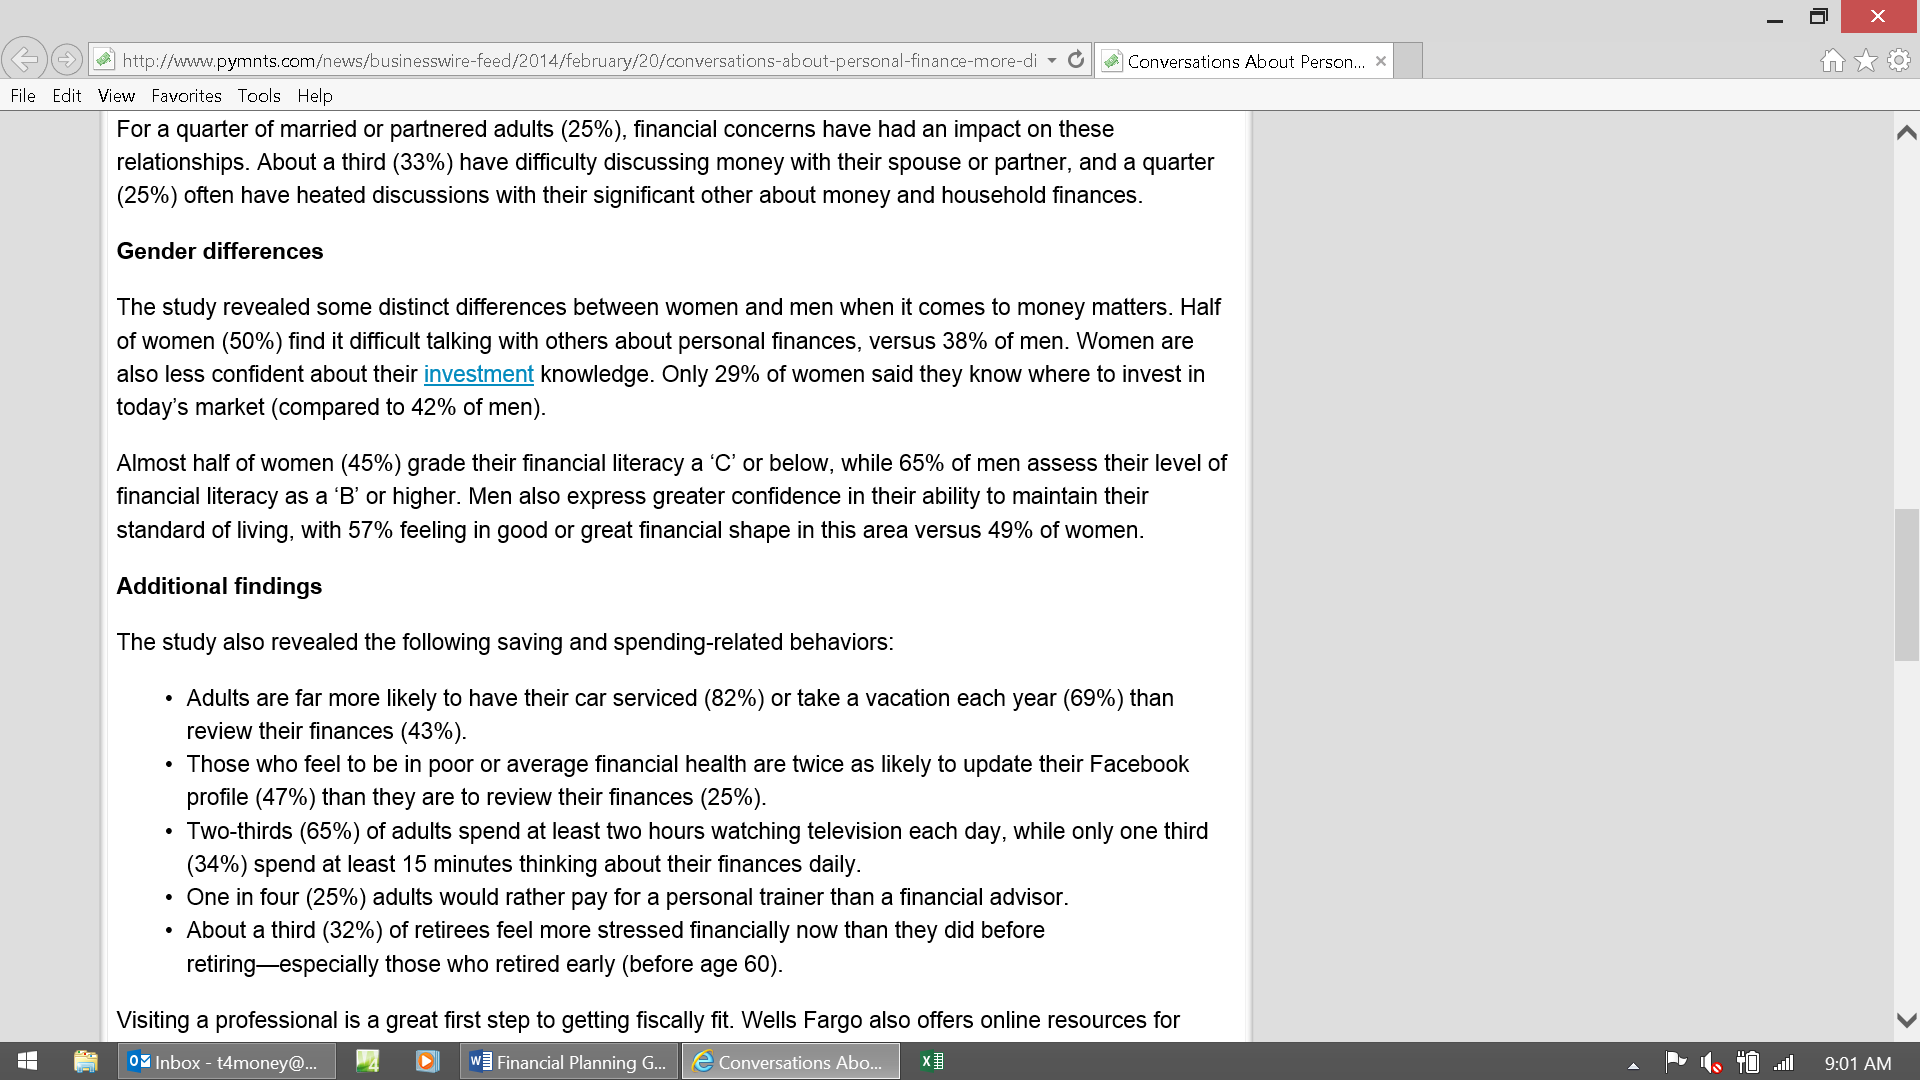 http://www.pymnts.com/news/businesswire-feed/2014/february/20/conversations-about-personal-finance-more-di
Conversations About Person...
File Edit View Favorites Tools Help
For a quarter of married or partnered adults (25%), financial concerns have had an impact on these
relationships. About a third (33%) have difficulty discussing money with their spouse or partner, and a quarter
(25%) often have heated discussions with their significant other about money and household finances.
Gender differences
The study revealed some distinct differences between women and men when it comes to money matters. Half
of women (50%) find it difficult talking with others about personal finances, versus 38% of men. Women are
also less confident about their investment knowledge. Only 29% of women said they know where to invest in
today’s market (compared to 42% of men).
Almost half of women (45%) grade their financial literacy a ‘C’ or below, while 65% of men assess their level of
financial literacy as a ‘B’ or higher. Men also express greater confidence in their ability to maintain their
standard of living, with 57% feeling in good or great financial shape in this area versus 49% of women.
Additional findings
The study also revealed the following saving and spending-related behaviors:
• Adults are far more likely to have their car serviced (82%) or take a vacation each year (69%) than
review their finances (43%).
• Those who feel to be in poor or average financial health are twice as likely to update their Facebook
profile (47%) than they are to review their finances (25%).
• Two-thirds (65%) of adults spend at least two hours watching television each day, while only one third
(34%) spend at least 15 minutes thinking about their finances daily.
• One in four (25%) adults would rather pay for a personal trainer than a financial advisor.
• About a third (32%) of retirees feel more stressed financially now than they did before
retiring—especially those who retired early (before age 60).
Visiting a professional is a great first step to getting fiscally fit. Wells Fargo also offers online resources for
Inbox - t4money@... Financial Planning G... Conversations Abo... 9:01 AM